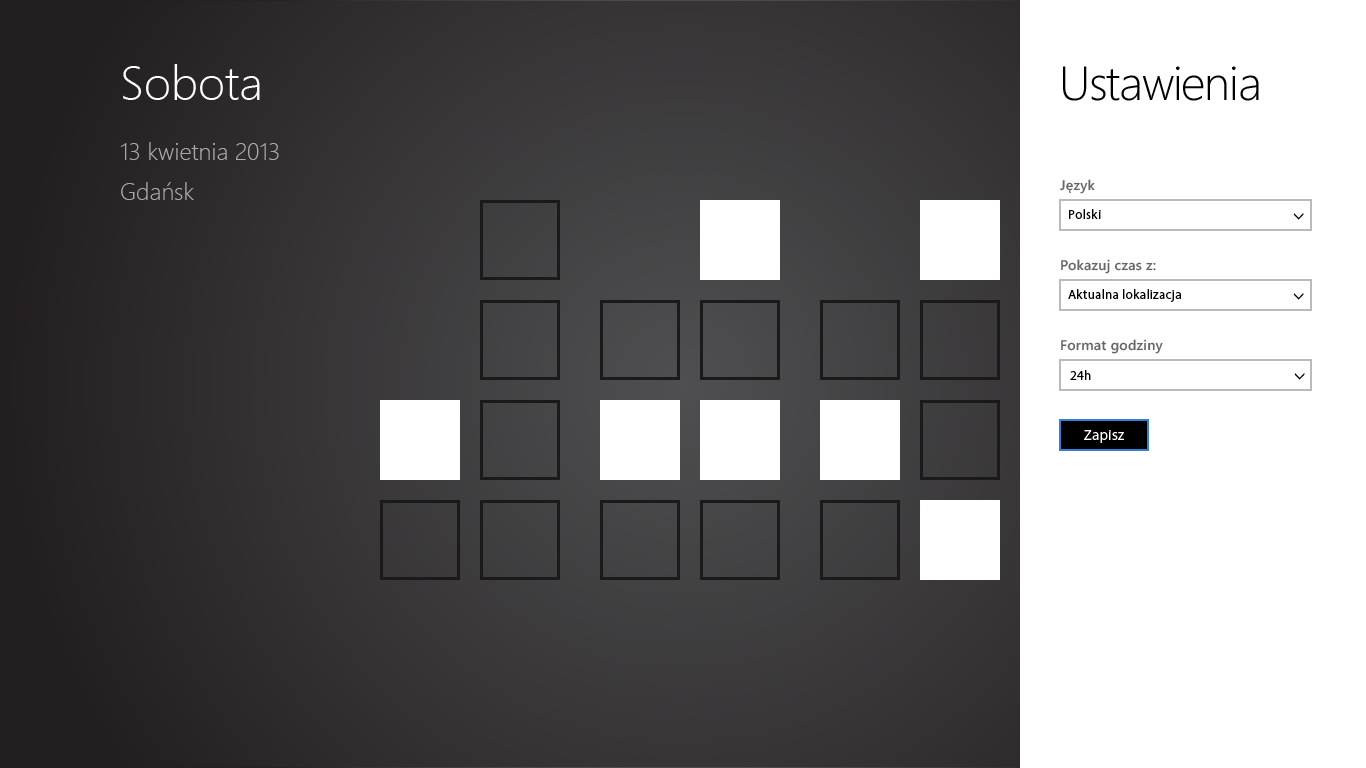 Sobota
13 kwietnia 2013
Gdańsk
Ustawienia
Język
Polski
Pokazuj czas z:
Aktualna lokalizacja
Format godziny
24h
Zapisz